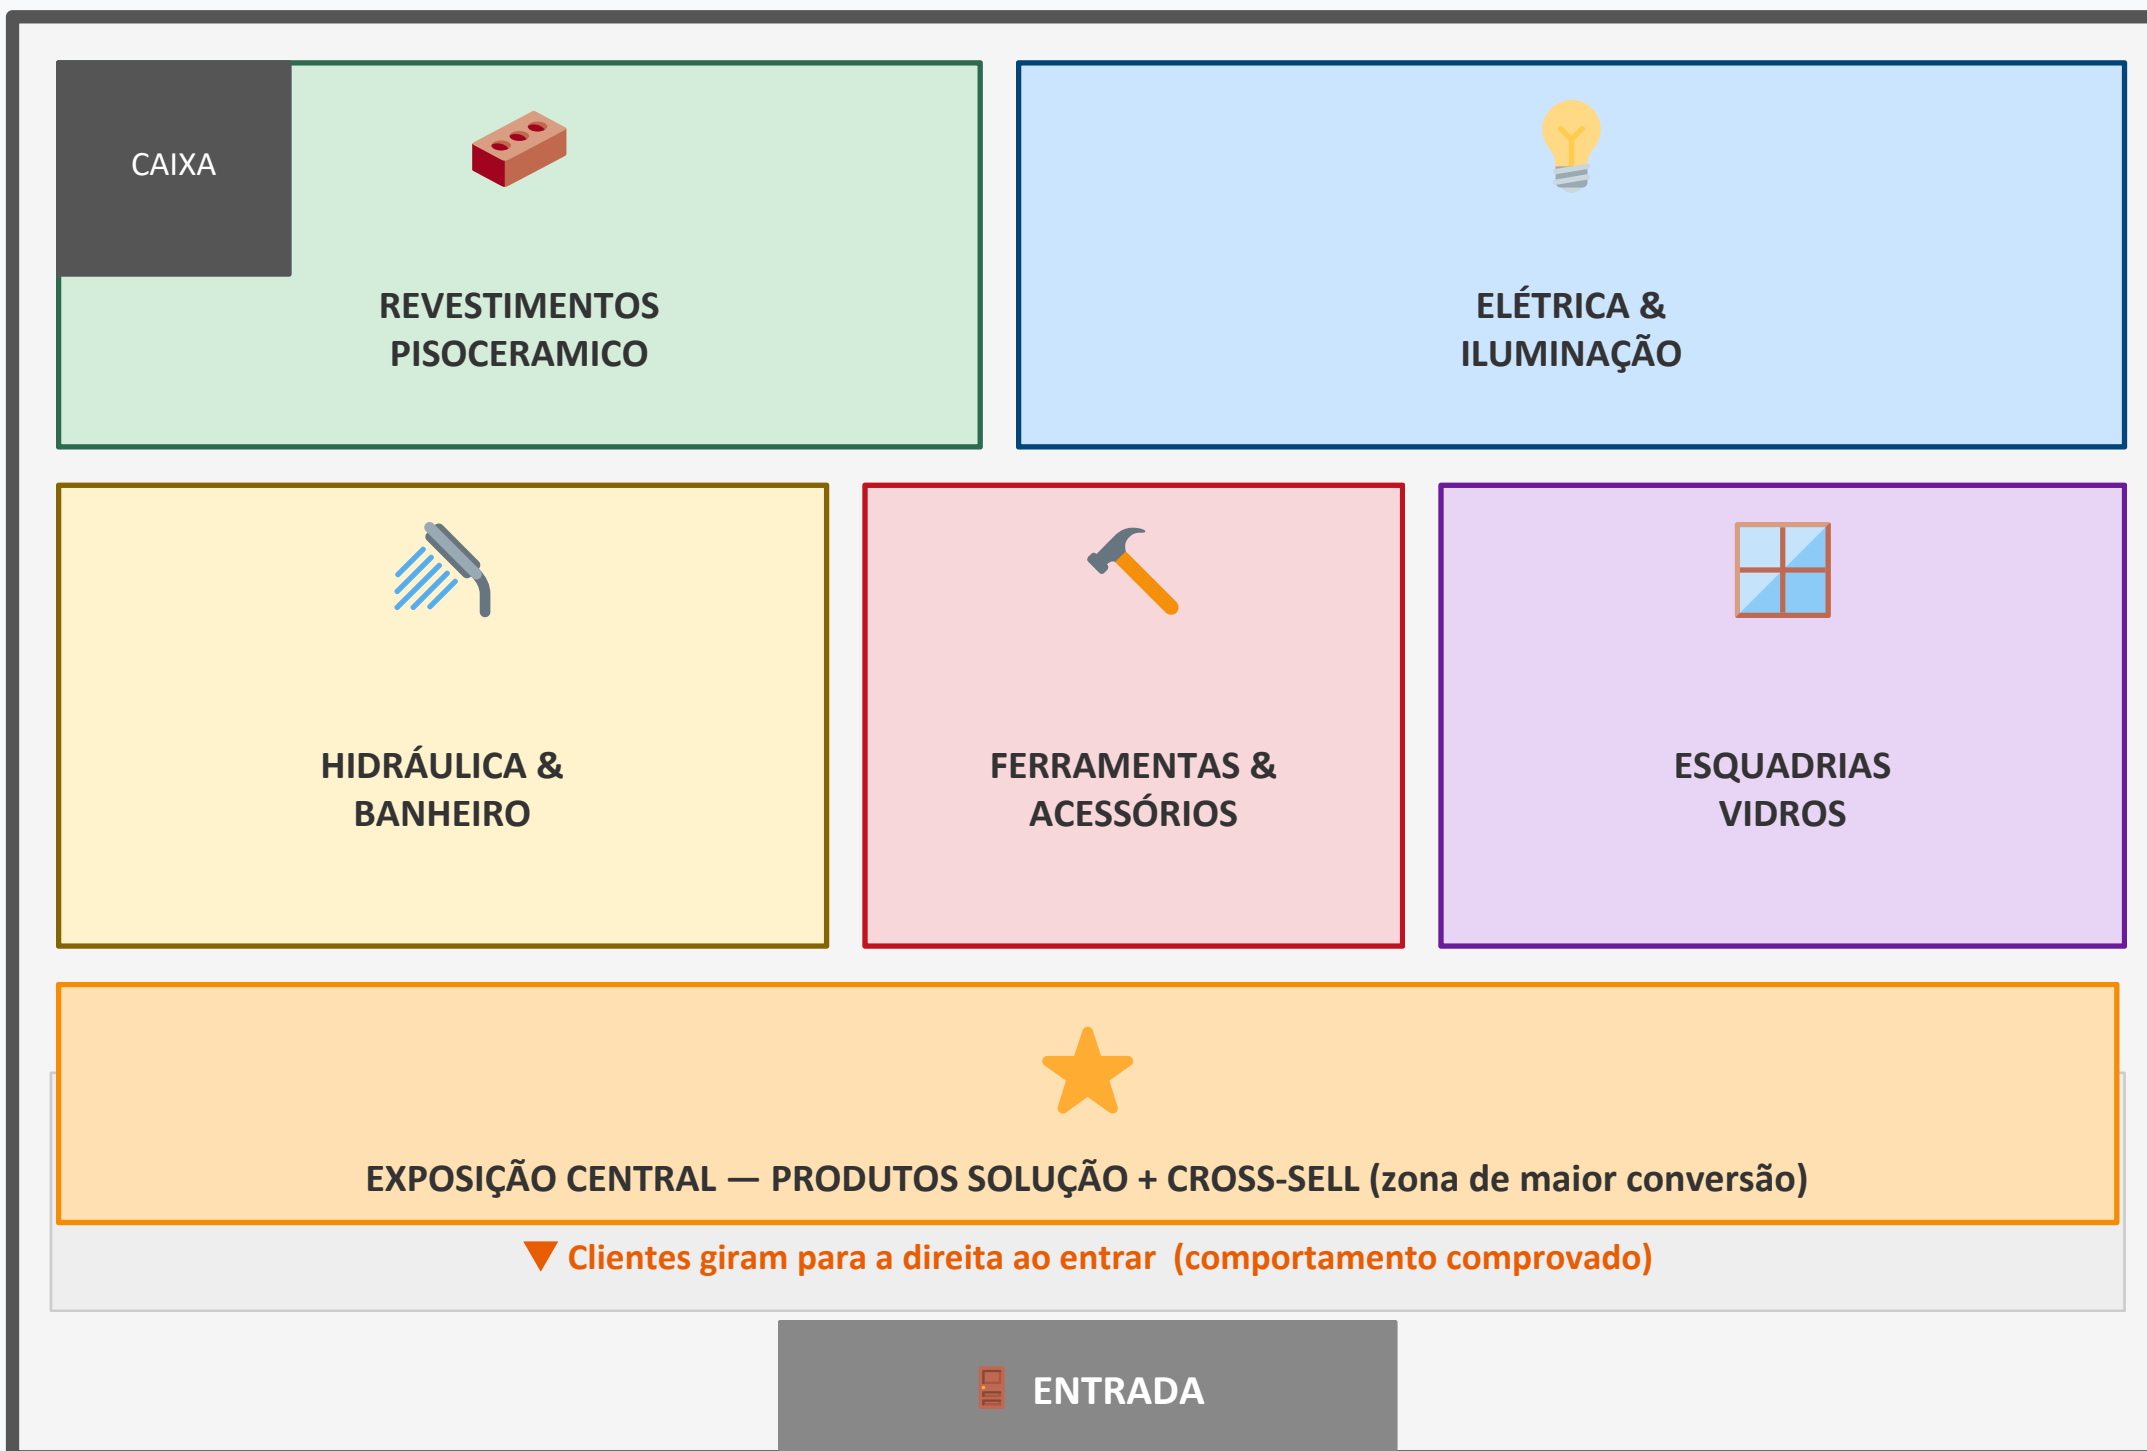 CAIXA
REVESTIMENTOS
PISOCERAMICO
ELÉTRICA &
ILUMINAÇÃO
HIDRÁULICA &
BANHEIRO
FERRAMENTAS &
ACESSÓRIOS
ESQUADRIAS
VIDROS
EXPOSIÇÃO CENTRAL — PRODUTOS SOLUÇÃO + CROSS-SELL (zona de maior conversão)
▼ Clientes giram para a direita ao entrar (comportamento comprovado)
ENTRADA